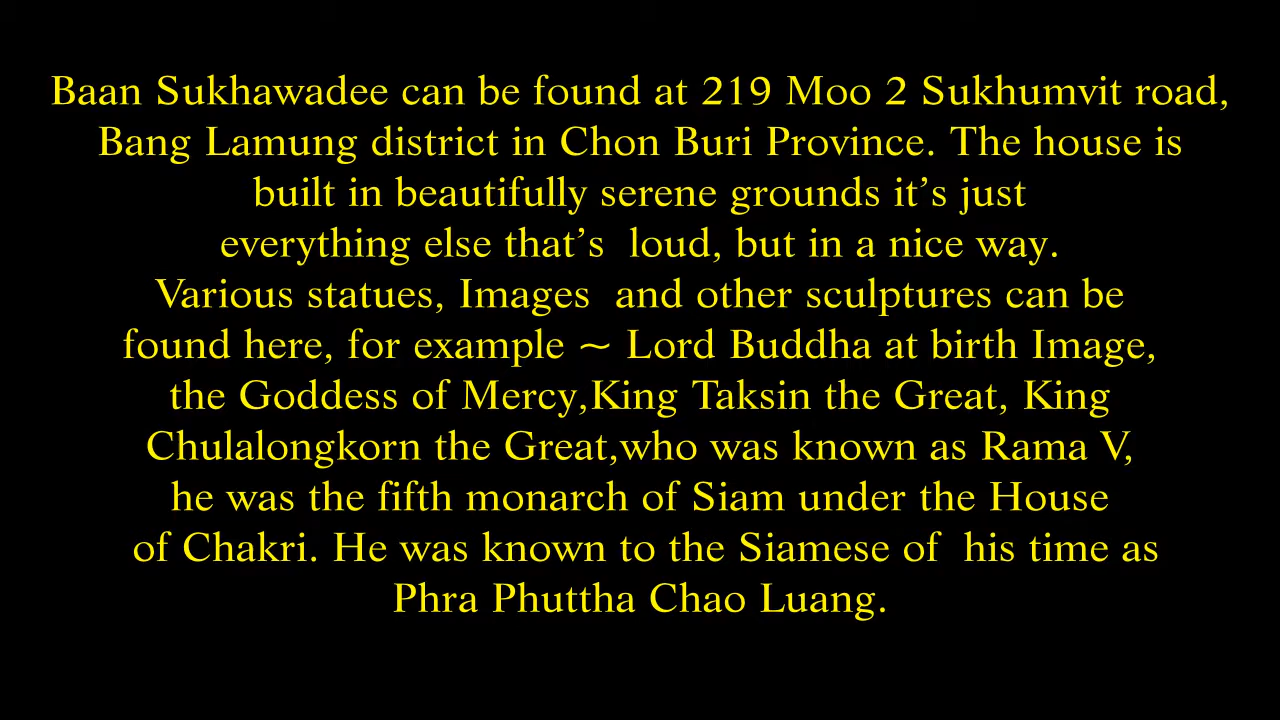 Baan Sukhawadee can be found at 219 Moo 2 Sukhumvit road,
Bang Lamung district in Chon Buri Province. The house is
built in beautifully serene grounds it’s just
everything else that’s  loud, but in a nice way.
Various statues, Images  and other sculptures can be
found here, for example ~ Lord Buddha at birth Image,
the Goddess of Mercy,King Taksin the Great, King
Chulalongkorn the Great,who was known as Rama V,
he was the fifth monarch of Siam under the House
of Chakri. He was known to the Siamese of  his time as
Phra Phuttha Chao Luang.